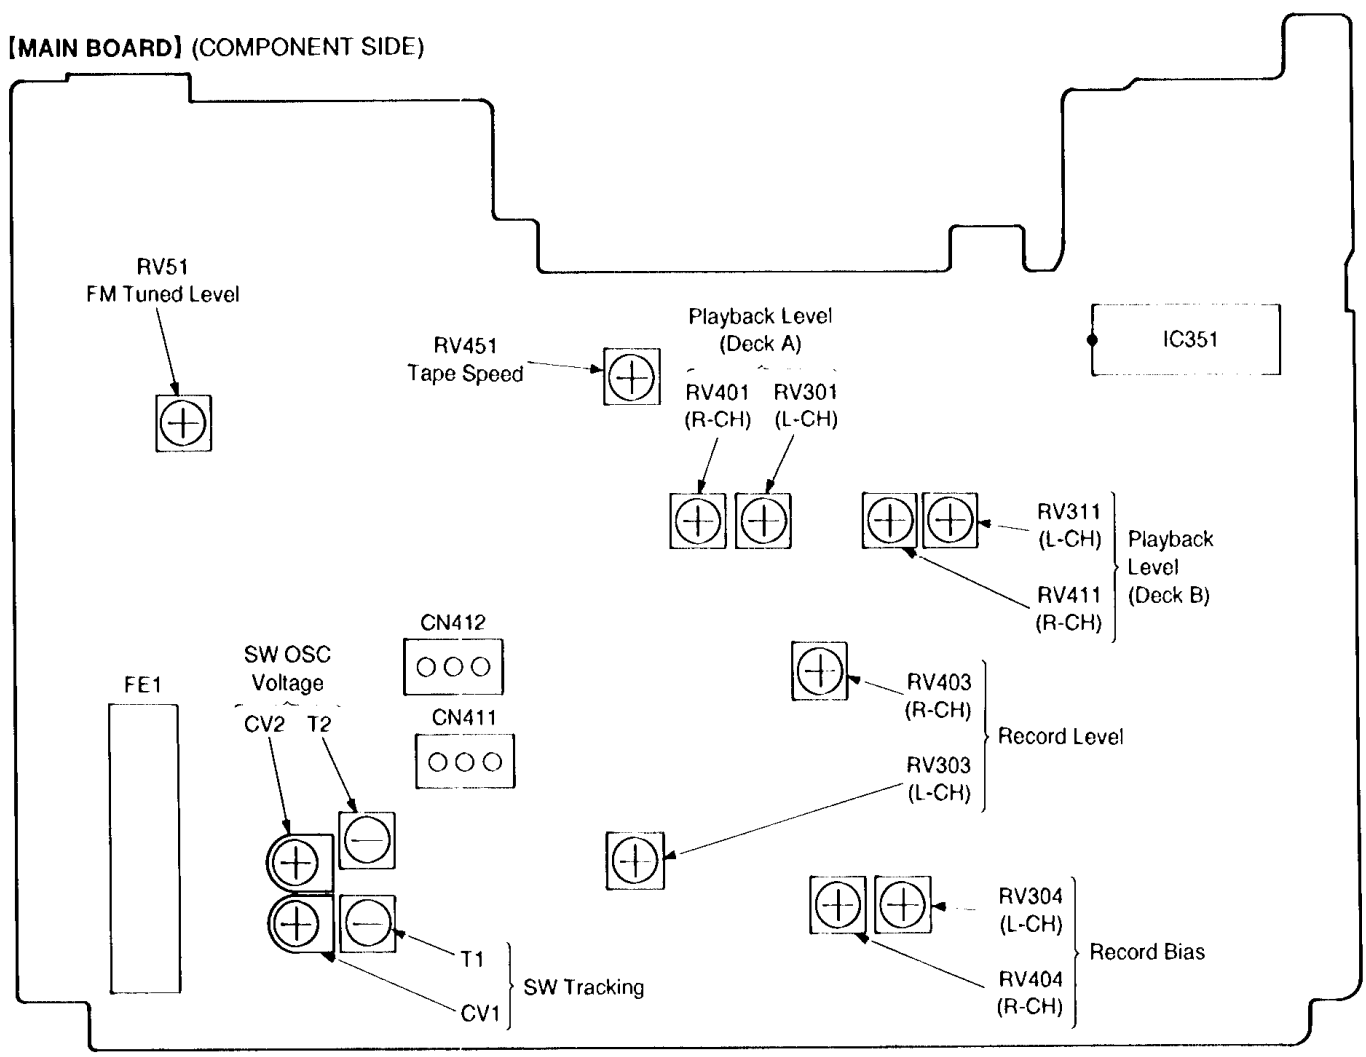 【MAIN BOARD】 (COMPONENT SIDE)
RV51
FM Tuned Level
RV451
Tape Speed
Playback Level
(Deck A)
RV401
(R-CH)
RV301
(L-CH)
IC351
RV311
(L-CH)
RV411
(R-CH)
Playback
Level
(Deck B)
CN412
SW OSC
Voltage
CV2
T2
FE1
CN411
RV403
(R-CH)
RV303
(L-CH)
Record Level
RV304
(L-CH)
RV404
(R-CH)
Record Bias
T1
CV1
SW Tracking